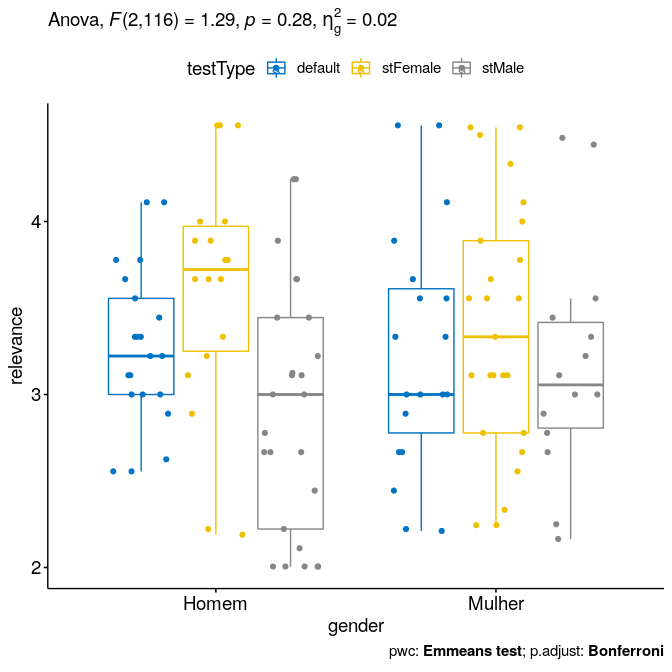 Anova, F(2,116) = 1.29, p = 0.28, η²g = 0.02
testType default stFemale stMale
relevance
4
3
2
Homem Mulher
gender
pwc: Emmeans test; p.adjust: Bonferroni